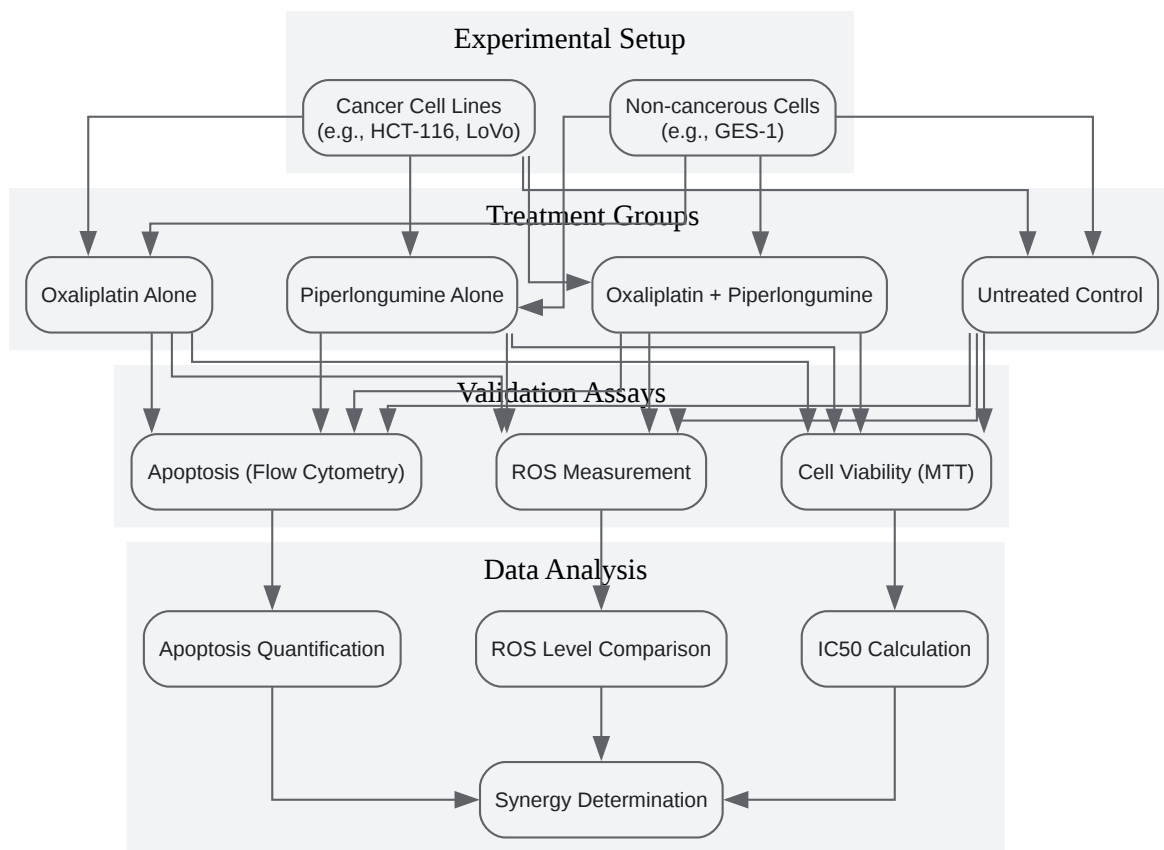 Experimental Setup
Cancer Cell Lines
(e.g., HCT-116, LoVo)
Non-cancerous Cells
(e.g., GES-1)
Treatment Groups
Oxaliplatin Alone
Piperlongumine Alone
Oxaliplatin + Piperlongumine
Untreated Control
Validation Assays
Apoptosis (Flow Cytometry)
ROS Measurement
Cell Viability (MTT)
Data Analysis
Apoptosis Quantification
ROS Level Comparison
IC50 Calculation
Synergy Determination